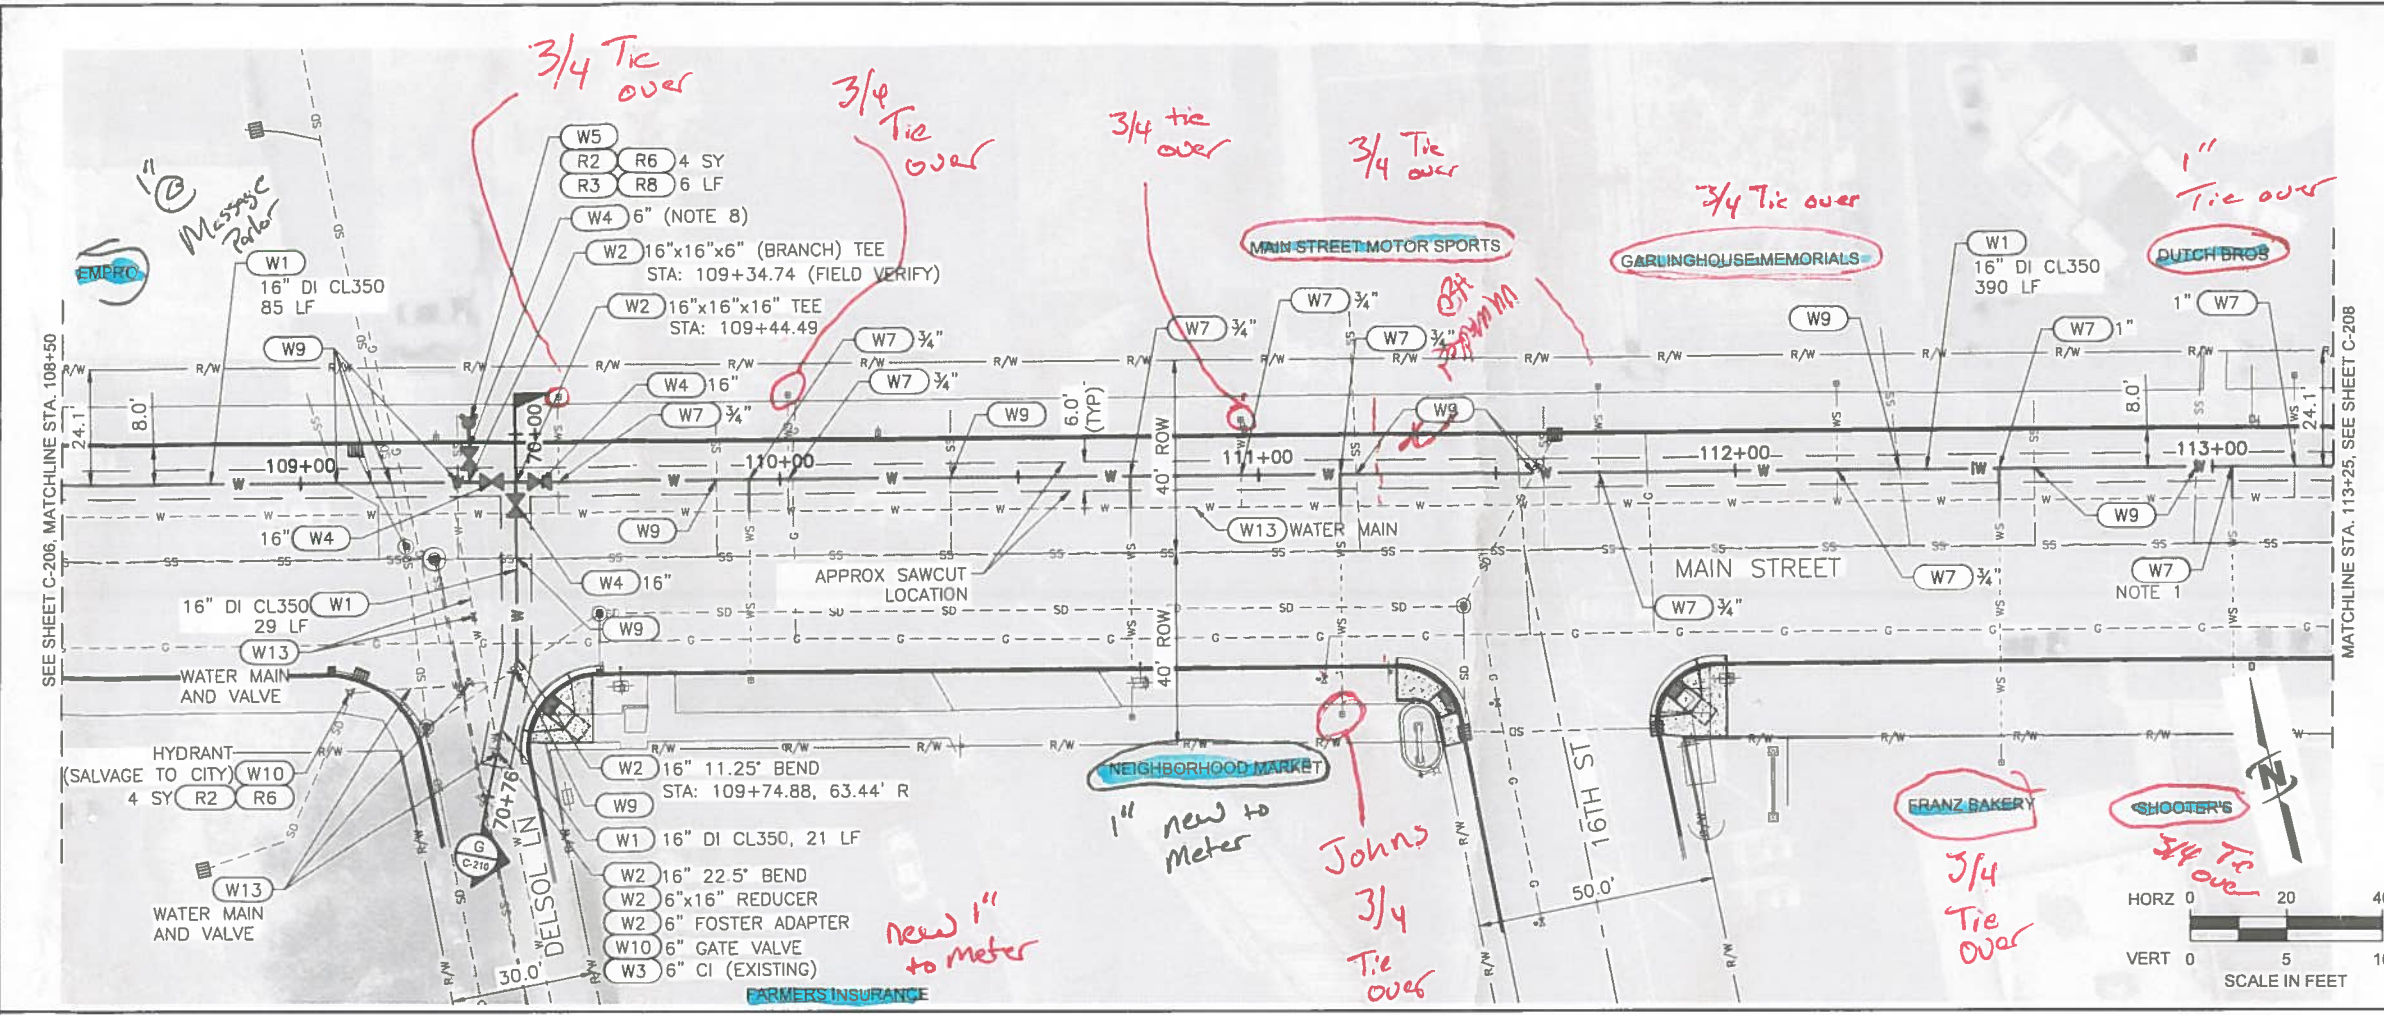 3/4 Tie
over
3/4
Tie
over
3/4 tie
over
3/4 Tie
over
3/4 Tie over
1"
Tie over
1"
Massage
Parlor
EMPRO
MAIN STREET MOTOR SPORTS
GARLINGHOUSE MEMORIALS
DUTCH BROS
W5
R2 R6 4 SY
R3 R8 6 LF
W4 6" (NOTE 8)
W2 16"x16"x6" (BRANCH) TEE
STA: 109+34.74 (FIELD VERIFY)
W2 16"x16"x16" TEE
STA: 109+44.49
W1
16" DI CL350
85 LF
W9
W4 16"
W7 3/4"
W7 3/4"
W7 3/4"
W9
W7 3/4"
W7 3/4"
W7 3/4"
W9
W9
W1
16" DI CL350
390 LF
W7 1"
1" W7
SEE SHEET C-206, MATCHLINE STA. 108+50
MATCHLINE STA. 113+25, SEE SHEET C-208
R/W R/W R/W R/W R/W R/W R/W R/W R/W R/W R/W R/W R/W R/W
24.1'
8.0'
6.0'
(TYP)
8.0'
24.1'
70+00
109+00
110+00
111+00
112+00
113+00
40' ROW
40' ROW
16" W4
W9
W13 WATER MAIN
W9
W4 16"
APPROX SAWCUT
LOCATION
MAIN STREET
W7 3/4"
W7
NOTE 1
W7 3/4"
16" DI CL350 W1
29 LF
W9
W13
WATER MAIN
AND VALVE
HYDRANT
(SALVAGE TO CITY) W10
4 SY R2 R6
W13
WATER MAIN
AND VALVE
70+76
G
C-210
DELSOL LN
30.0'
W2 16" 11.25° BEND
STA: 109+74.88, 63.44' R
W9
W1 16" DI CL350, 21 LF
W2 16" 22.5° BEND
W2 6"x16" REDUCER
W2 6" FOSTER ADAPTER
W10 6" GATE VALVE
W3 6" CI (EXISTING)
FARMERS INSURANCE
new 1"
to Meter
NEIGHBORHOOD MARKET
1" new to
Meter
Johns
3/4
Tie
over
16TH ST
50.0'
FRANZ BAKERY
3/4
Tie
over
SHOOTER'S
3/4 Tie
over
N
HORZ 0 20 40
VERT 0 5 10
SCALE IN FEET